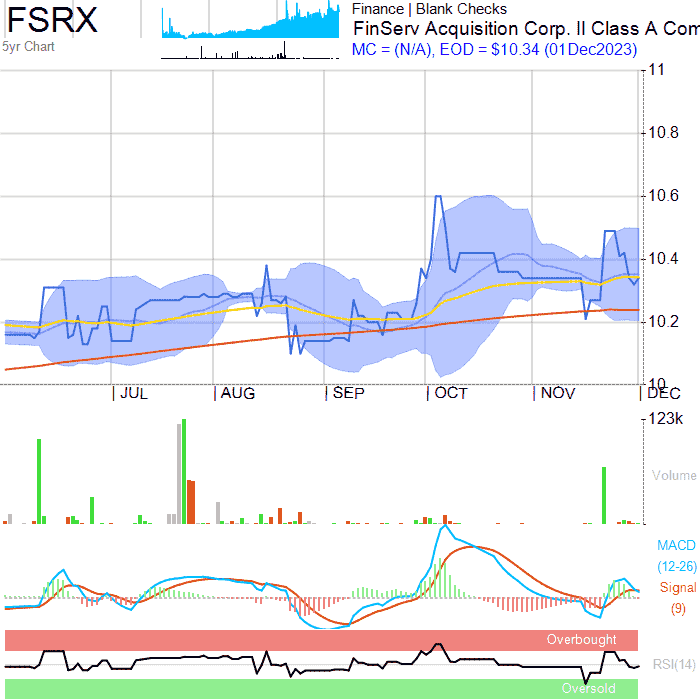 FSRX
5yr Chart
Finance | Blank Checks
FinServ Acquisition Corp. II Class A Com
MC = (N/A), EOD = $10.34 (01Dec2023)
11
10.8
10.6
10.4
10.2
10
JUL AUG SEP OCT NOV DEC
123k
Volume
MACD
(12-26)
Signal
(9)
Overbought
RSI(14)
Oversold